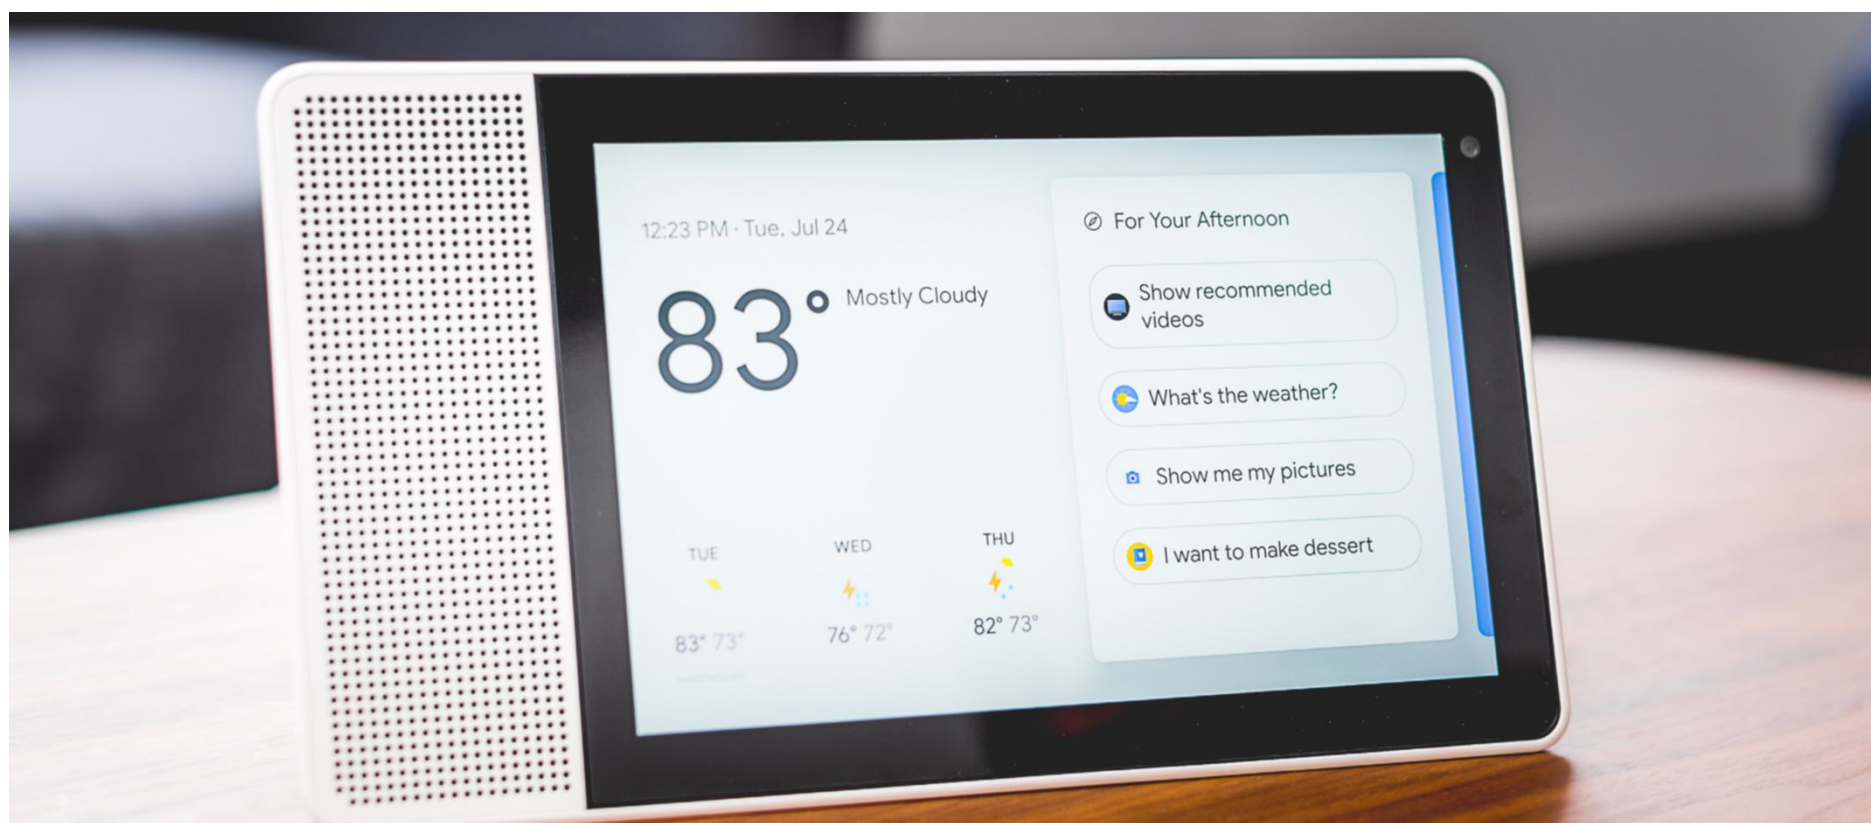 12:23 PM · Tue, Jul 24
83° Mostly Cloudy
TUE WED THU
83° 73° 76° 72° 82° 73°
For Your Afternoon
Show recommended
videos
What's the weather?
Show me my pictures
I want to make dessert